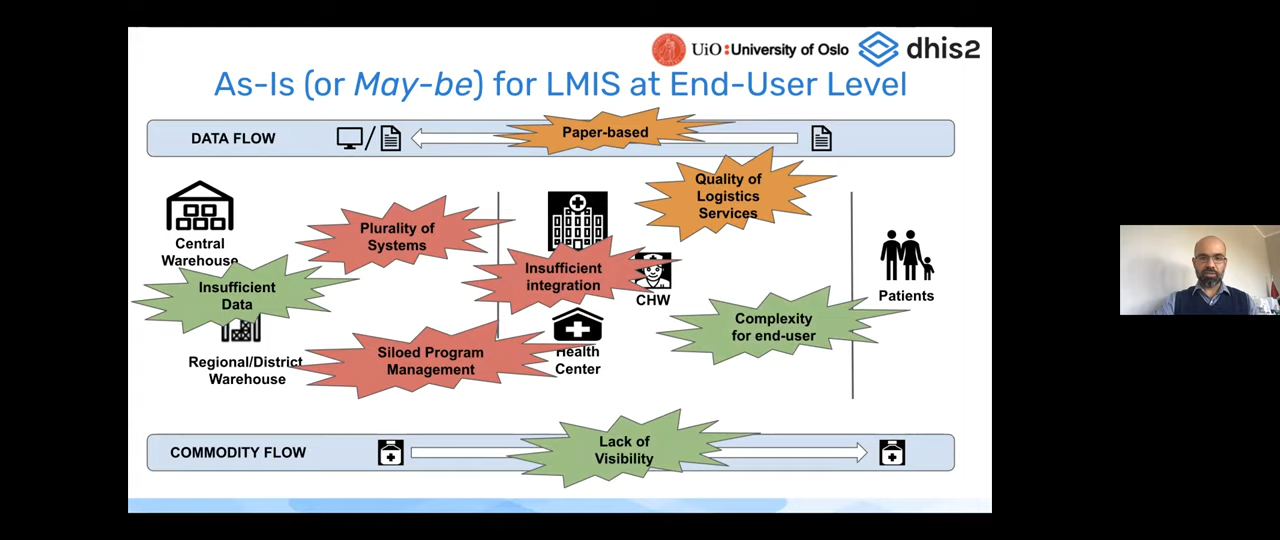 UiO:University of Oslo
dhis2
As-Is (or May-be) for LMIS at End-User Level
DATA FLOW
Paper-based
Quality of
Logistics
Services
Plurality of
Systems
Central
Warehouse
Insufficient
integration
CHW
Patients
Insufficient
Data
Complexity
for end-user
Siloed Program
Management
Health
Center
Regional/District
Warehouse
COMMODITY FLOW
Lack of
Visibility